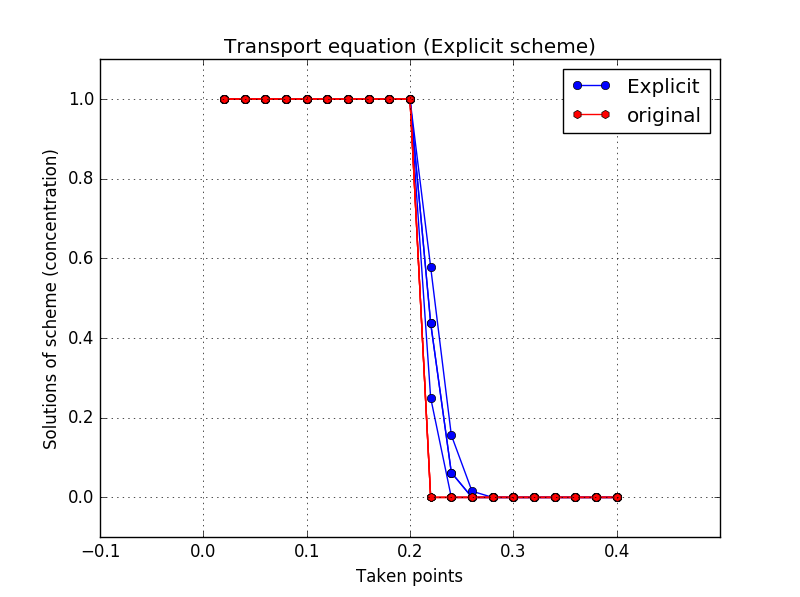 Transport equation (Explicit scheme)
Explicit
original
Solutions of scheme (concentration)
1.0
0.8
0.6
0.4
0.2
0.0
−0.1 0.0 0.1 0.2 0.3 0.4
Taken points